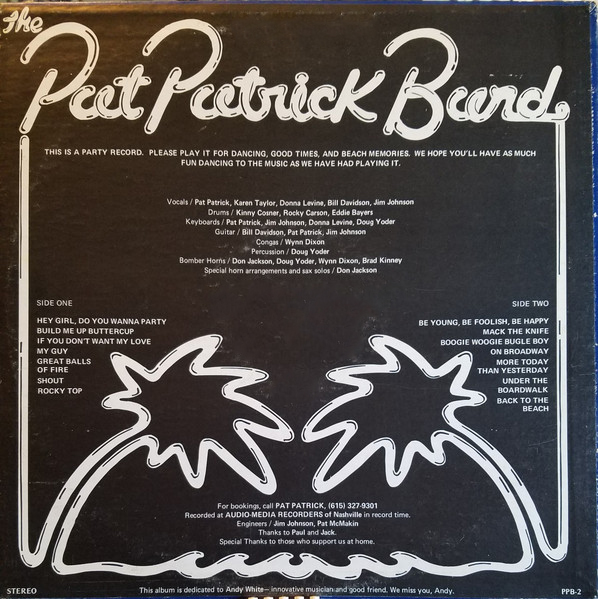 The
Pat Patrick Band
THIS IS A PARTY RECORD. PLEASE PLAY IT FOR DANCING, GOOD TIMES, AND BEACH MEMORIES. WE HOPE YOU'LL HAVE AS MUCH
FUN DANCING TO THE MUSIC AS WE HAVE HAD PLAYING IT.
Vocals / Pat Patrick, Karen Taylor, Donna Levine, Bill Davidson, Jim Johnson
Drums / Kinny Cosner, Rocky Carson, Eddie Bayers
Keyboards / Pat Patrick, Jim Johnson, Donna Levine, Doug Yoder
Guitar / Bill Davidson, Pat Patrick, Jim Johnson
Congas / Wynn Dixon
Percussion / Doug Yoder
Bomber Horns / Don Jackson, Doug Yoder, Wynn Dixon, Brad Kinney
Special horn arrangements and sax solos / Don Jackson
SIDE ONE
HEY GIRL, DO YOU WANNA PARTY
BUILD ME UP BUTTERCUP
IF YOU DON'T WANT MY LOVE
MY GUY
GREAT BALLS
OF FIRE
SHOUT
ROCKY TOP
SIDE TWO
BE YOUNG, BE FOOLISH, BE HAPPY
MACK THE KNIFE
BOOGIE WOOGIE BUGLE BOY
ON BROADWAY
MORE TODAY
THAN YESTERDAY
UNDER THE
BOARDWALK
BACK TO THE
BEACH
For bookings, call PAT PATRICK, (615) 327-9301
Recorded at AUDIO-MEDIA RECORDERS of Nashville in record time.
Engineers / Jim Johnson, Pat McMakin
Thanks to Paul and Jack.
Special Thanks to those who support us at home.
STEREO
This album is dedicated to Andy White— innovative musician and good friend. We miss you, Andy.
PPB-2